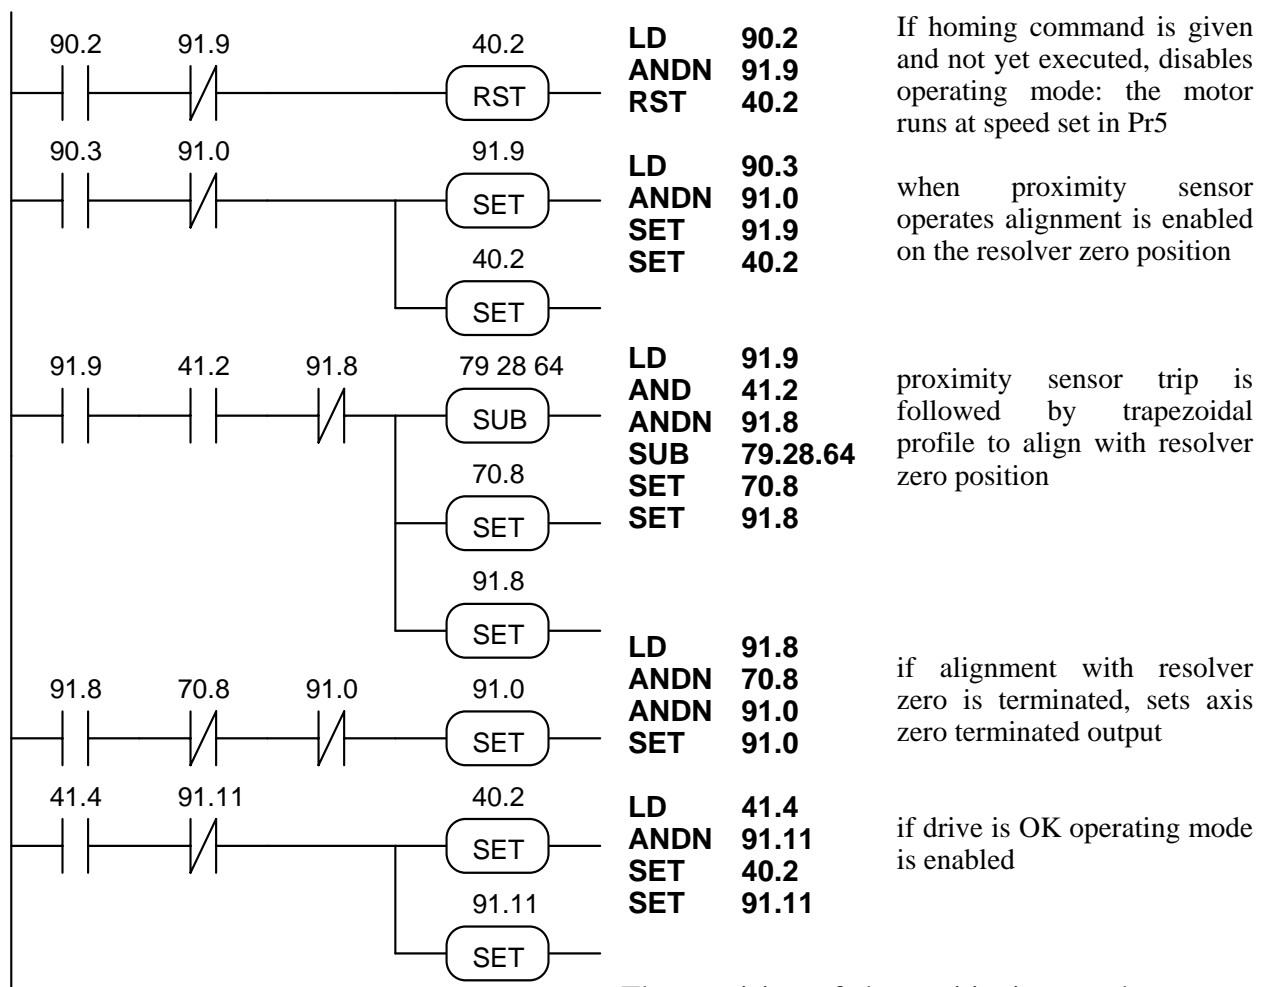 90.2 91.9 40.2
RST
LD 90.2
ANDN 91.9
RST 40.2
If homing command is given
and not yet executed, disables
operating mode: the motor
runs at speed set in Pr5
90.3 91.0 91.9
SET
40.2
SET
LD 90.3
ANDN 91.0
SET 91.9
SET 40.2
when proximity sensor
operates alignment is enabled
on the resolver zero position
91.9 41.2 91.8 79 28 64
SUB
70.8
SET
91.8
SET
LD 91.9
AND 41.2
ANDN 91.8
SUB 79.28.64
SET 70.8
SET 91.8
proximity sensor trip is
followed by trapezoidal
profile to align with resolver
zero position
91.8 70.8 91.0 91.0
SET
LD 91.8
ANDN 70.8
ANDN 91.0
SET 91.0
if alignment with resolver
zero is terminated, sets axis
zero terminated output
41.4 91.11 40.2
SET
91.11
SET
LD 41.4
ANDN 91.11
SET 40.2
SET 91.11
if drive is OK operating mode
is enabled